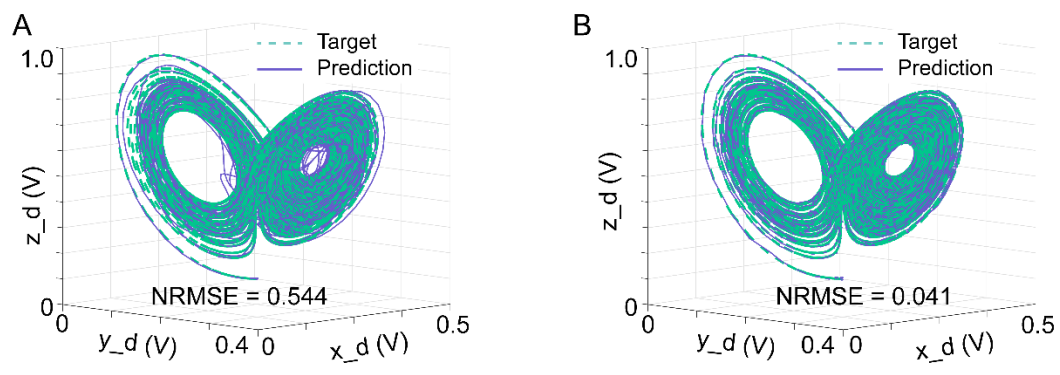 A
Target
Prediction
1.0
z_d (V)
0
NRMSE = 0.544
0
y_d (V)
0.4
0
x_d (V)
0.5
B
Target
Prediction
1.0
z_d (V)
0
NRMSE = 0.041
0
y_d (V)
0.4
0
x_d (V)
0.5